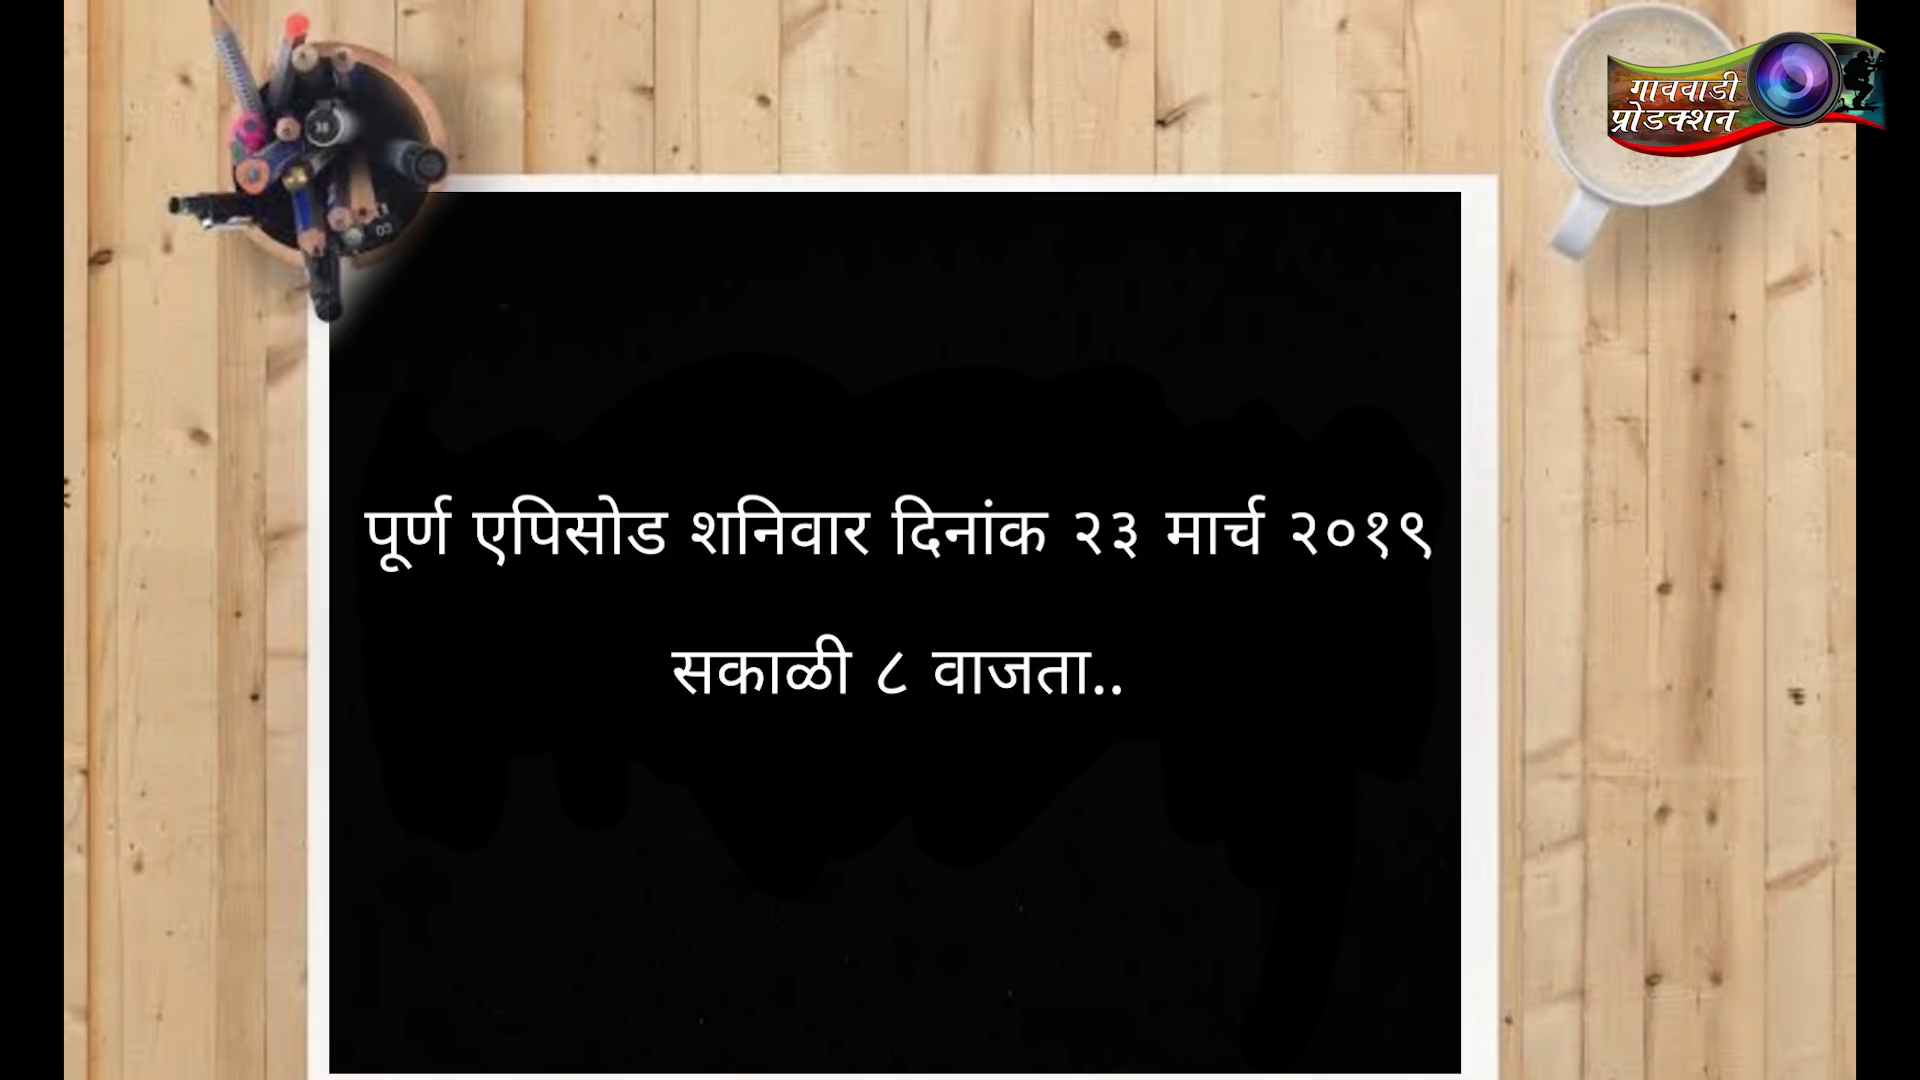 गाववाडी
प्रोडक्शन
पूर्ण एपिसोड शनिवार दिनांक २३ मार्च २०१९
सकाळी ८ वाजता..